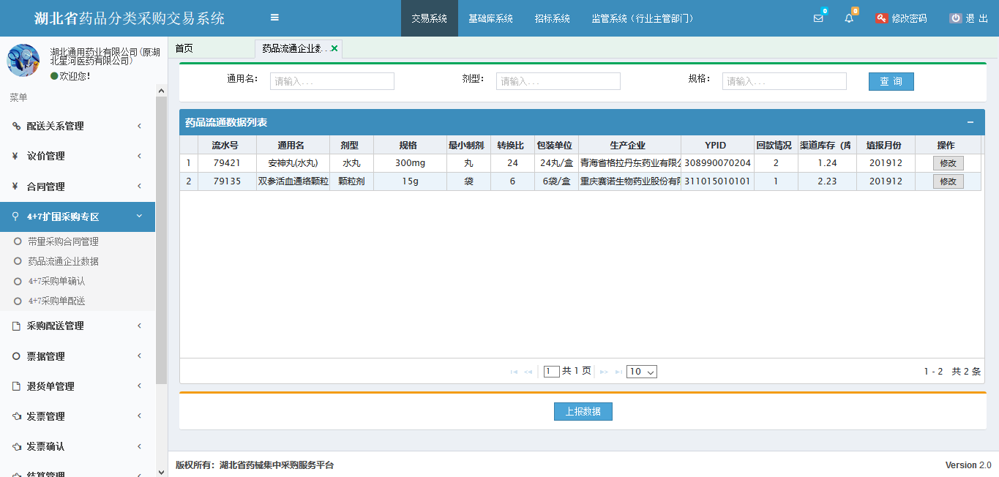 湖北省药品分类采购交易系统
交易系统
基础库系统
招标系统
监管系统（行业主管部门）
0
0
修改密码
退 出
湖北通用药业有限公司(原湖
北星河医药有限公司)
欢迎您!
菜单
配送关系管理
¥ 议价管理
¥ 合同管理
4+7扩围采购专区
带量采购合同管理
药品流通企业数据
4+7采购单确认
4+7采购单配送
采购配送管理
票据管理
退货单管理
发票管理
发票确认
结算管理
首页
药品流通企业数...
通用名: 请输入...
剂型: 请输入...
规格: 请输入...
查 询
药品流通数据列表
流水号 通用名 剂型 规格 最小制剂 转换比 包装单位 生产企业 YPID 回款情况 渠道库存（库 填报月份 操作
1 79421 安神丸(水丸) 水丸 300mg 丸 24 24丸/盒 青海省格拉丹东药业有限公 308990070204 2 1.24 201912 修改
2 79135 双参活血通络颗粒 颗粒剂 15g 袋 6 6袋/盒 重庆赛诺生物药业股份有限 311015010101 1 2.23 201912 修改
1 共 1 页 10
1 - 2 共 2 条
上报数据
版权所有: 湖北省药械集中采购服务平台
Version 2.0